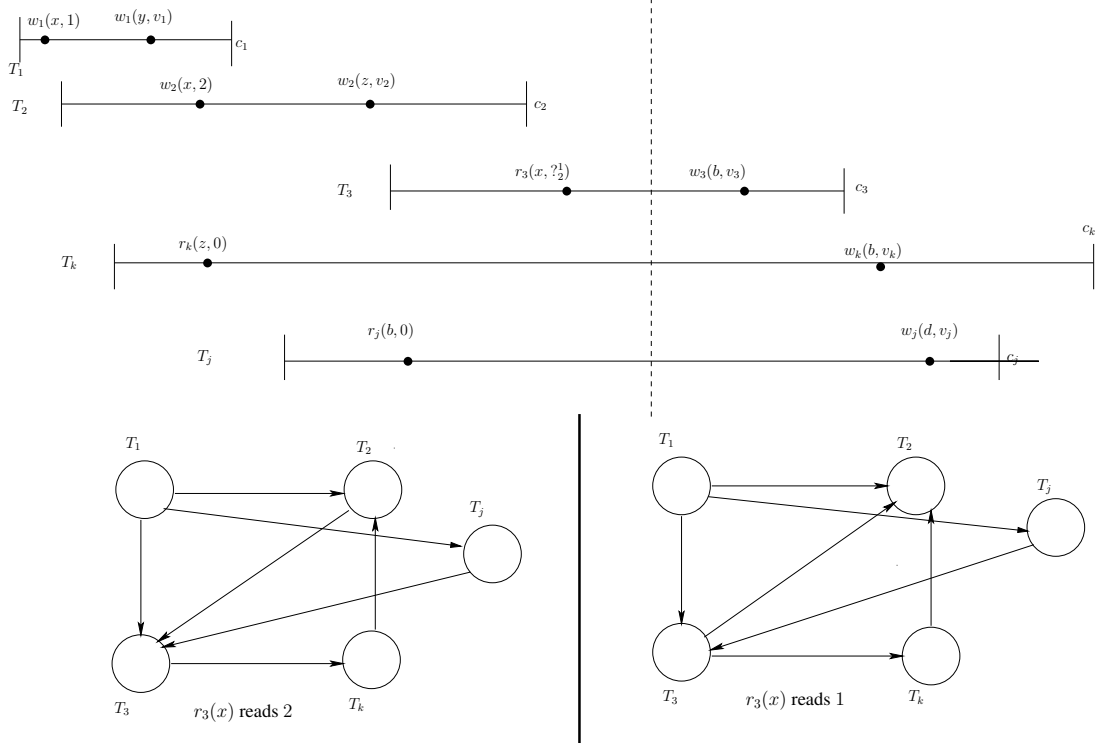 w₁(x, 1) w₁(y, v₁)
c₁
T₁
w₂(x, 2) w₂(z, v₂)
T₂ c₂
r₃(x, ?¹₂) w₃(b, v₃)
T₃ c₃
cₖ
rₖ(z, 0) wₖ(b, vₖ)
Tₖ
rⱼ(b, 0) wⱼ(d, vⱼ)
Tⱼ cⱼ
T₁ T₂ Tⱼ
T₃ Tₖ
r₃(x) reads 2
T₁ T₂ Tⱼ
T₃ Tₖ
r₃(x) reads 1